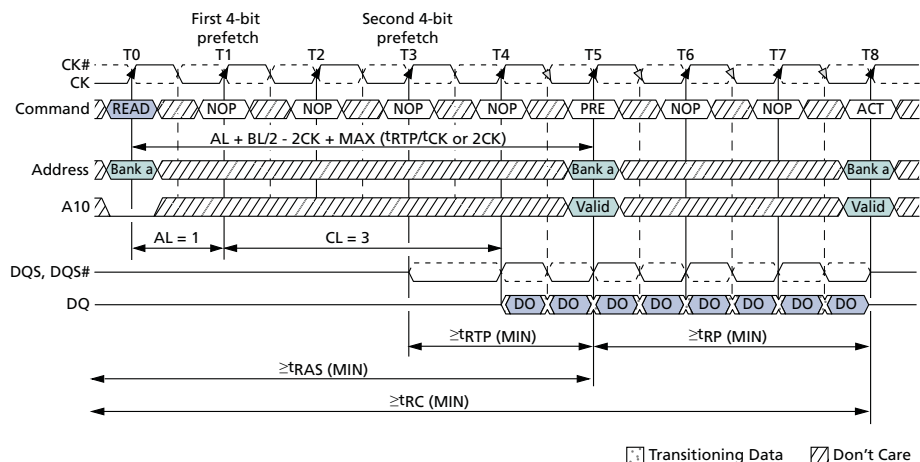 First 4-bit prefetch
Second 4-bit prefetch
T0 T1 T2 T3 T4 T5 T6 T7 T8
CK#
CK
Command READ NOP NOP NOP NOP PRE NOP NOP ACT
AL + BL/2 - 2CK + MAX (tRTP/tCK or 2CK)
Address Bank a Bank a Bank a
A10 Valid Valid
AL = 1 CL = 3
DQS, DQS#
DQ DO DO DO DO DO DO DO DO
≥tRTP (MIN) ≥tRP (MIN)
≥tRAS (MIN)
≥tRC (MIN)
Transitioning Data Don't Care